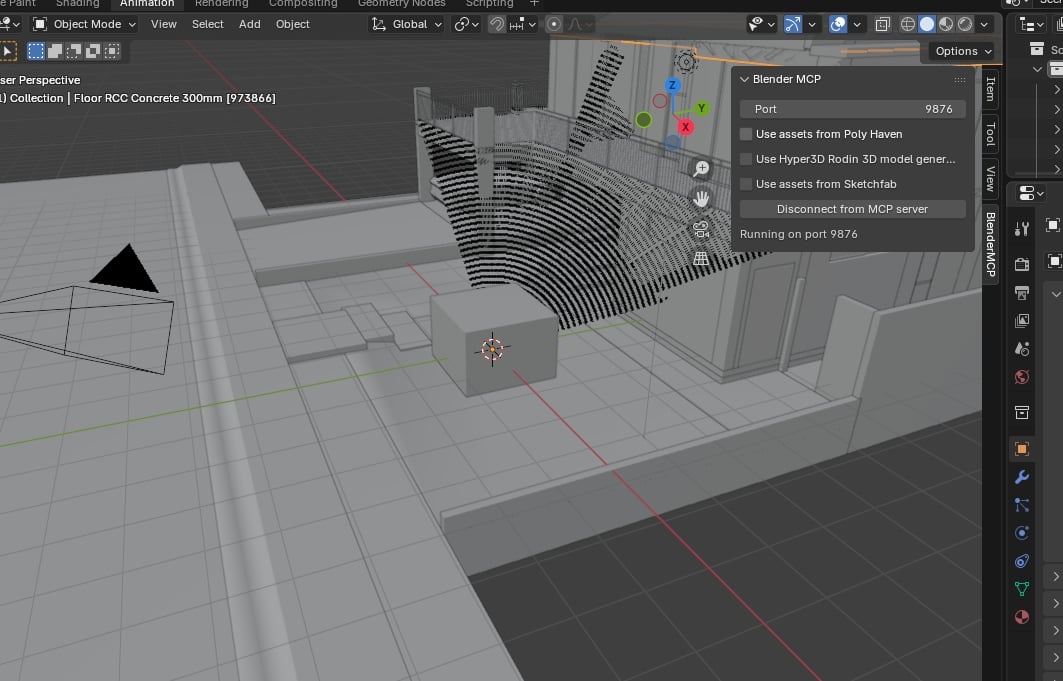 Paint Shading Animation Rendering Compositing Geometry Nodes Scripting +
Object Mode View Select Add Object Global
Options
ser Perspective
1) Collection | Floor RCC Concrete 300mm [973866]
Blender MCP
Port 9876
Use assets from Poly Haven
Use Hyper3D Rodin 3D model gener...
Use assets from Sketchfab
Disconnect from MCP server
Running on port 9876
Z
Y
X
Item
Tool
View
BlenderMCP